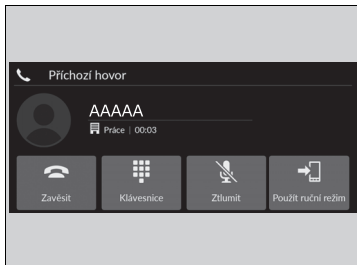 Příchozí hovor
AAAAA
Práce | 00:03
Zavěsit
Klávesnice
Ztlumit
Použít ruční režim